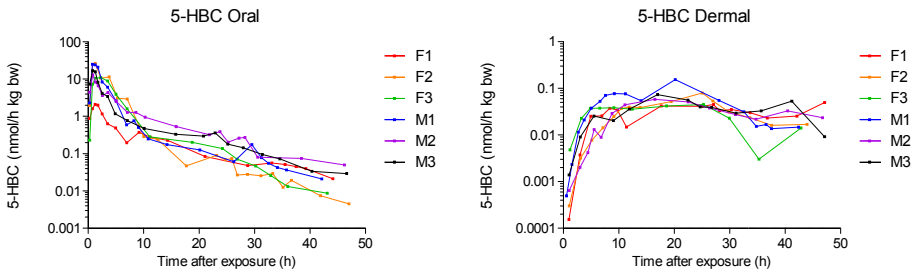 5-HBC Oral
5-HBC (nmol/h kg bw)
100
10
1
0.1
0.01
0.001
0
10
20
30
40
50
Time after exposure (h)
F1
F2
F3
M1
M2
M3
5-HBC Dermal
5-HBC (nmol/h kg bw)
1
0.1
0.01
0.001
0.0001
0
10
20
30
40
50
Time after exposure (h)
F1
F2
F3
M1
M2
M3